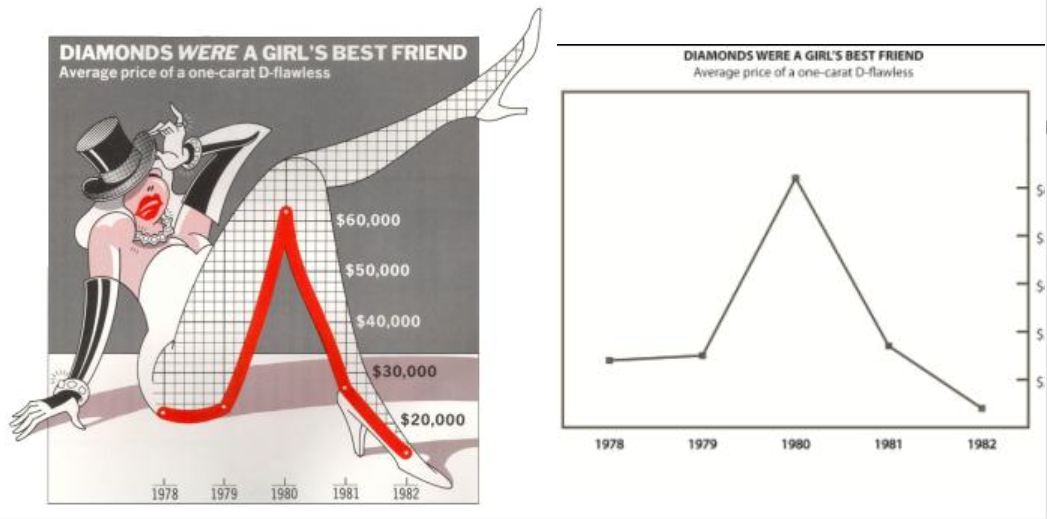 DIAMONDS WERE A GIRL'S BEST FRIEND
Average price of a one-carat D-flawless
$60,000
$50,000
$40,000
$30,000
$20,000
1978 1979 1980 1981 1982
DIAMONDS WERE A GIRL'S BEST FRIEND
Average price of a one-carat D-flawless
$
$
$
$
$
1978 1979 1980 1981 1982